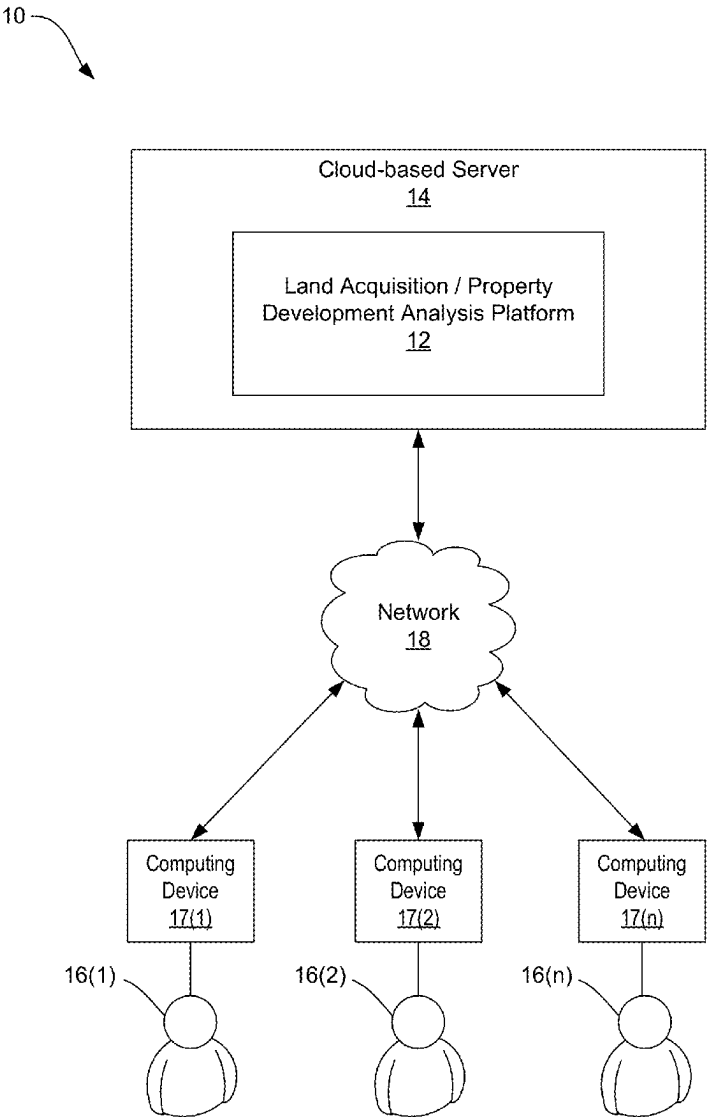 10
Cloud-based Server
14
Land Acquisition / Property
Development Analysis Platform
12
Network
18
Computing
Device
17(1)
Computing
Device
17(2)
Computing
Device
17(n)
16(1)
16(2)
16(n)